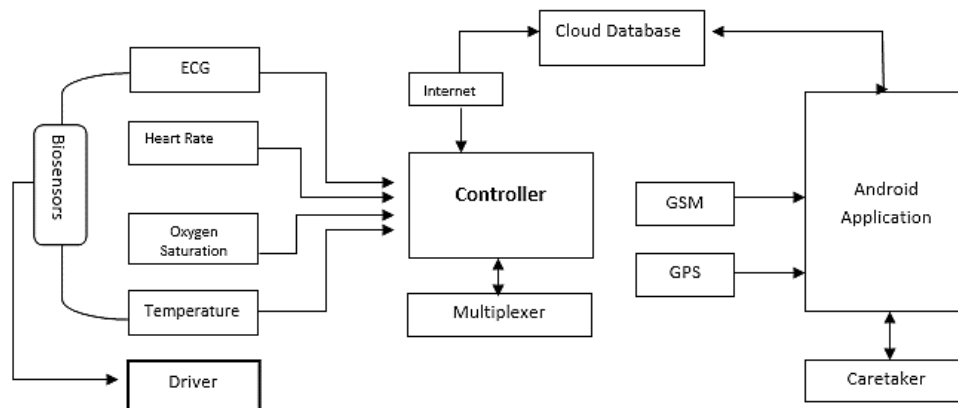 Cloud Database
ECG
Internet
Biosensors
Heart Rate
Controller
Android
Application
GSM
Oxygen
Saturation
GPS
Temperature
Multiplexer
Driver
Caretaker